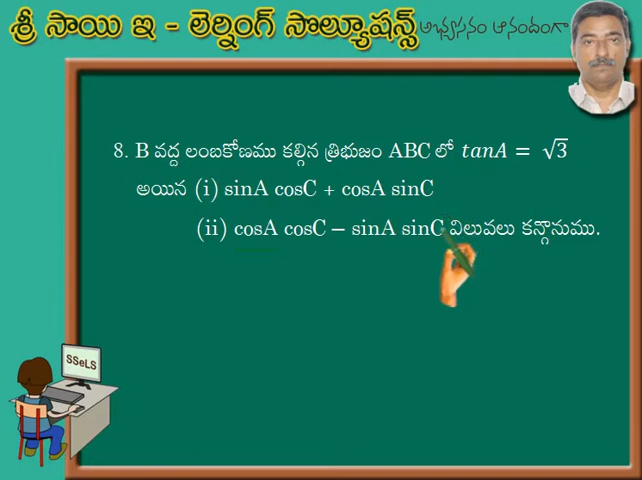 శ్రీ సాయి ఇ - లెర్నింగ్ సొల్యూషన్స్ అభ్యసనం ఆనందంగా
8. B వద్ద లంబకోణము కల్గిన త్రిభుజం ABC లో tanA = √3
అయిన (i) sinA cosC + cosA sinC
(ii) cosA cosC − sinA sinC విలువలు కన్గొనుము.
SSeLS